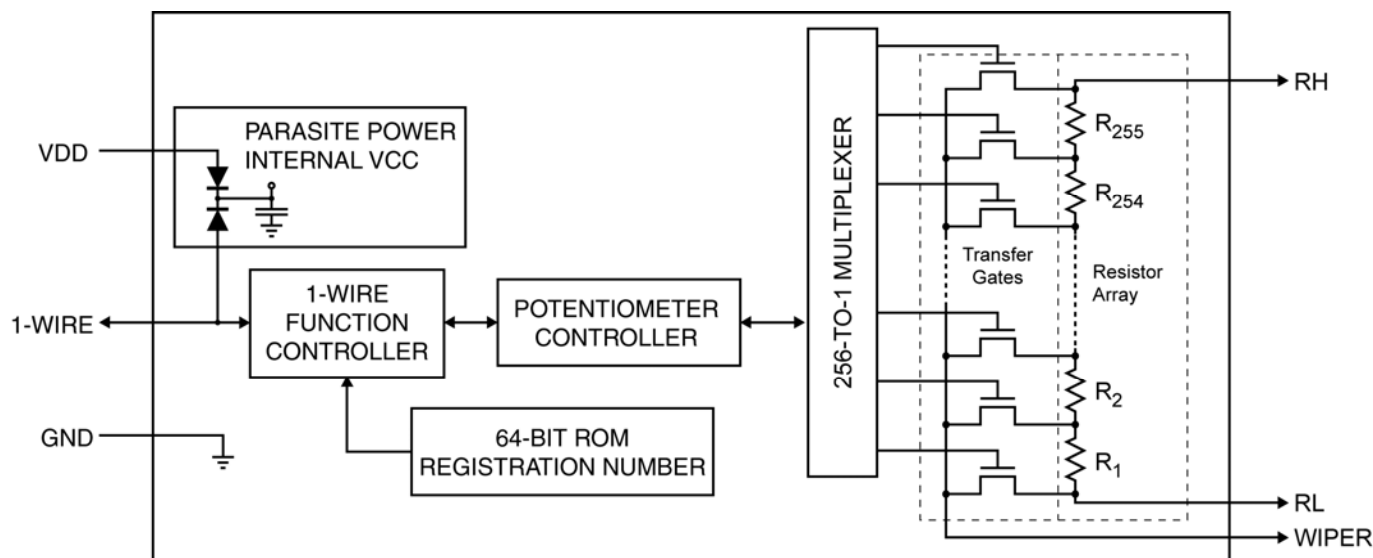 PARASITE POWER
INTERNAL VCC
VDD
1-WIRE
GND
1-WIRE
FUNCTION
CONTROLLER
POTENTIOMETER
CONTROLLER
64-BIT ROM
REGISTRATION NUMBER
256-TO-1 MULTIPLEXER
Transfer
Gates
Resistor
Array
R255
R254
R2
R1
RH
RL
WIPER